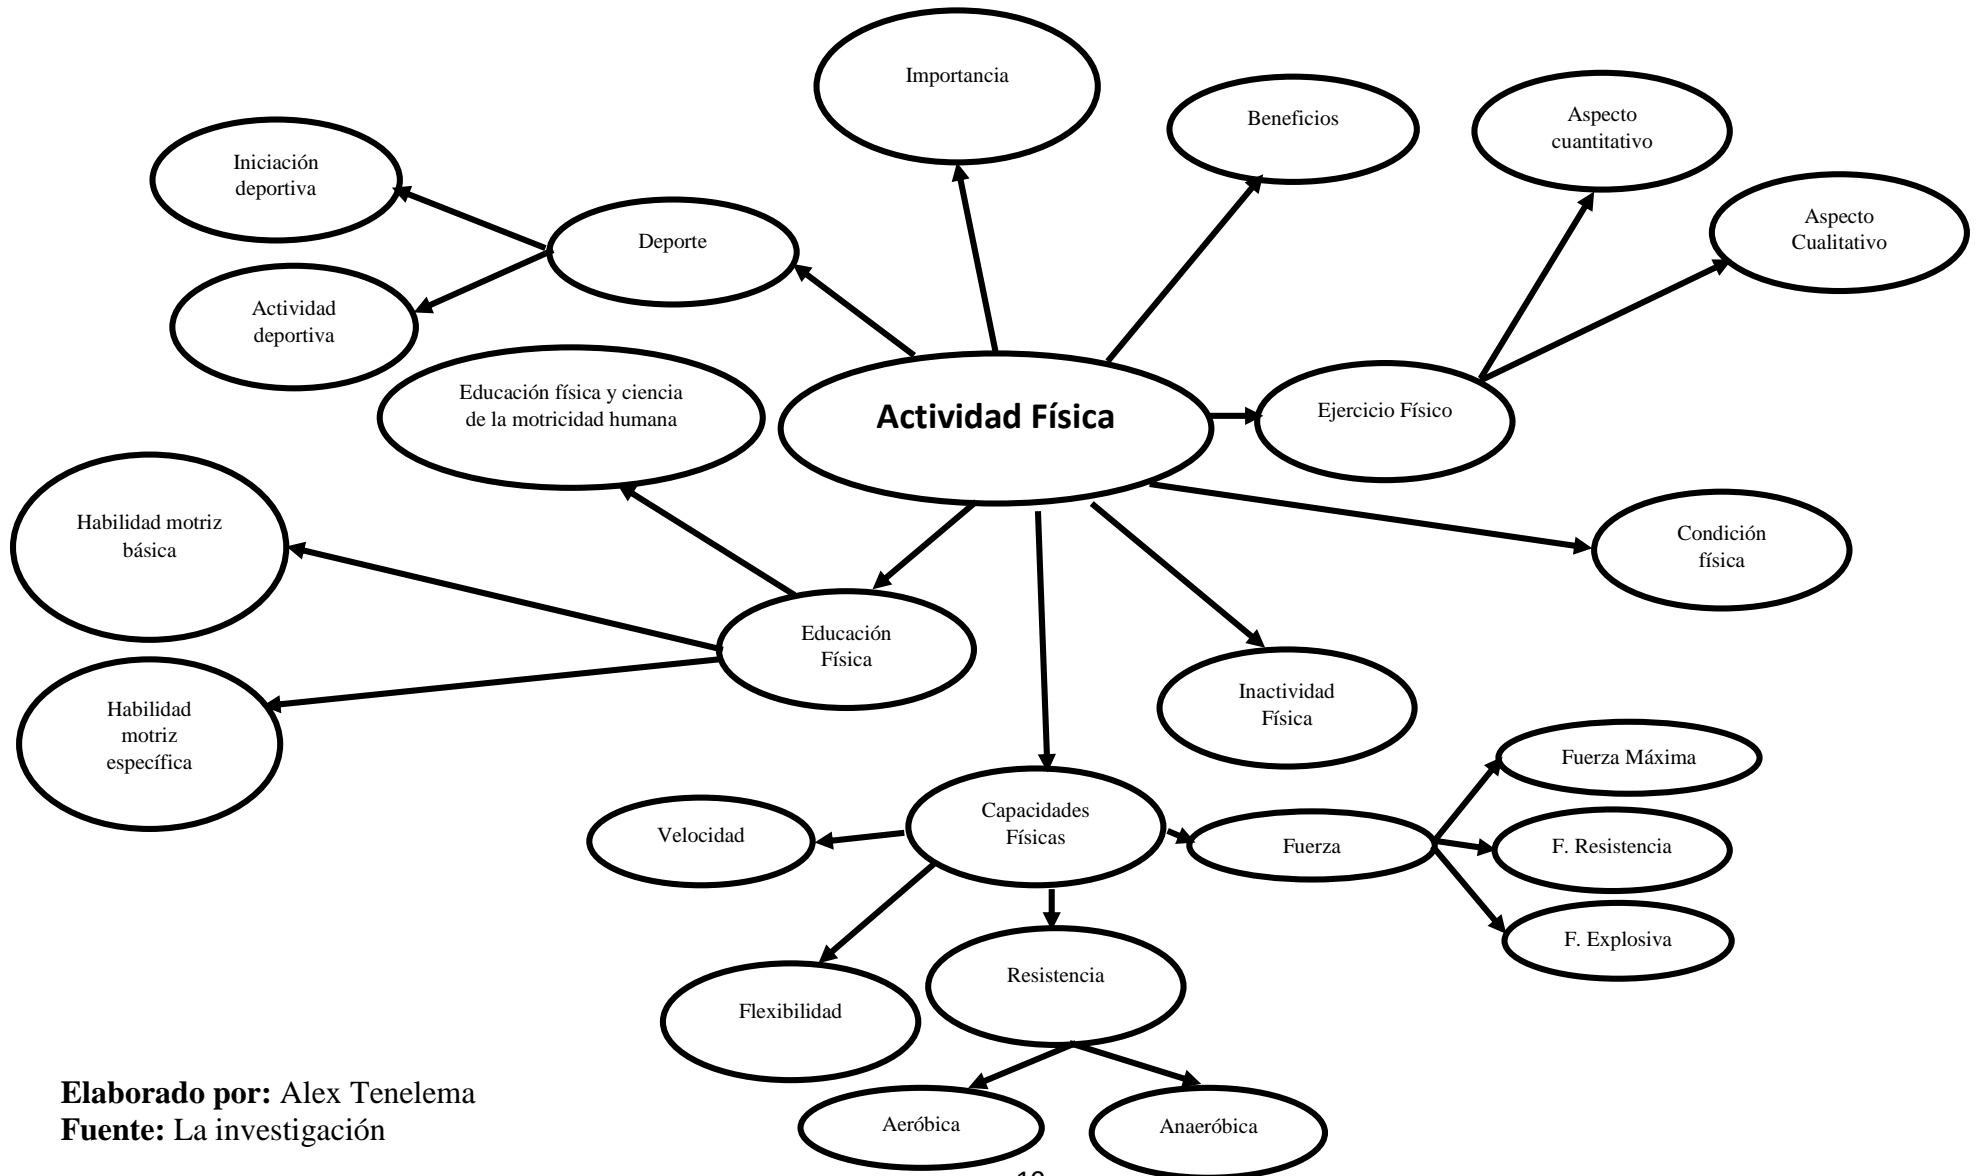 Importancia
Beneficios
Aspecto
cuantitativo
Iniciación
deportiva
Aspecto
Cualitativo
Deporte
Actividad
deportiva
Educación física y ciencia
de la motricidad humana
Actividad Física
Ejercicio Físico
Habilidad motriz
básica
Condición
física
Educación
Física
Inactividad
Física
Habilidad
motriz
específica
Fuerza Máxima
Capacidades
Físicas
Velocidad
Fuerza
F. Resistencia
F. Explosiva
Resistencia
Flexibilidad
Elaborado por: Alex Tenelema
Fuente: La investigación
Aeróbica
Anaeróbica